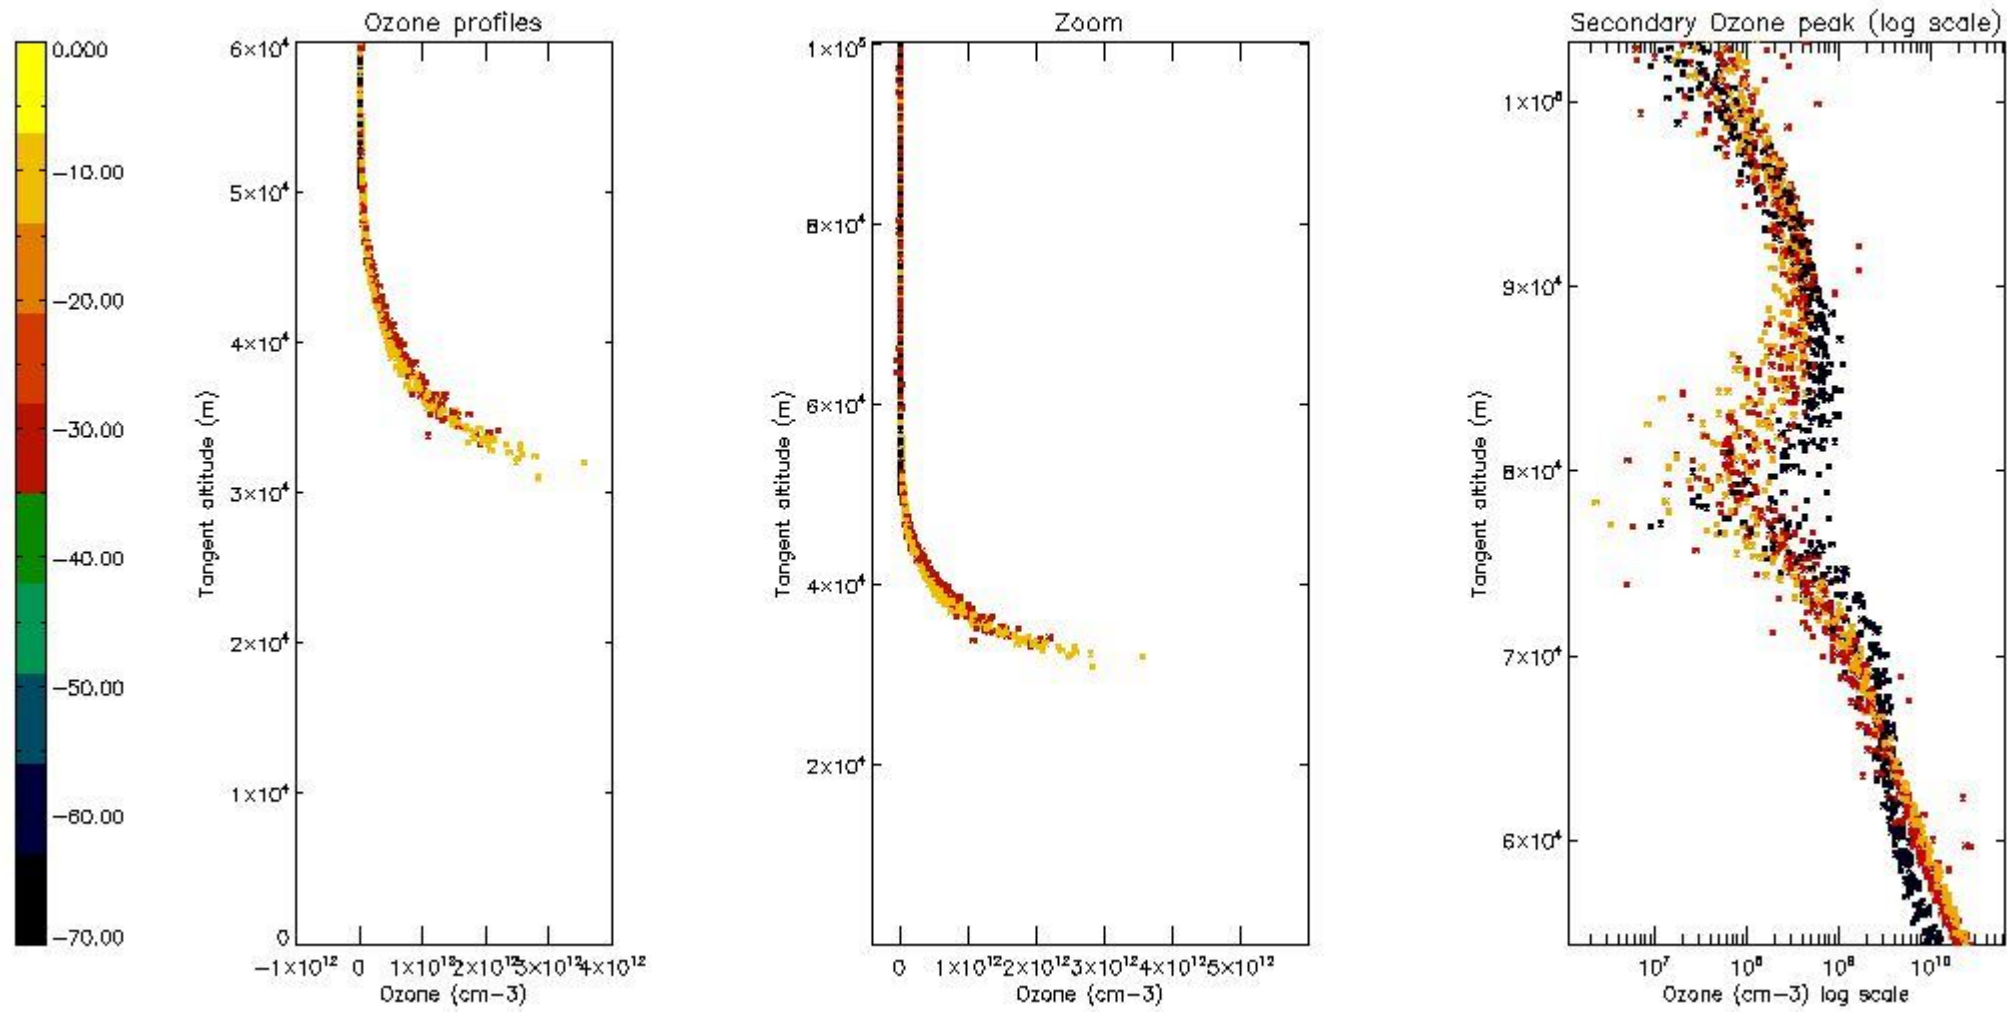 Ozone profiles
Zoom
Secondary Ozone peak (log scale)
0.000
-10.00
-20.00
-30.00
-40.00
-50.00
-60.00
-70.00
Tangent altitude (m)
6×10⁴
5×10⁴
4×10⁴
3×10⁴
2×10⁴
1×10⁴
0
-1×10¹² 0 1×10¹² 2×10¹² 3×10¹² 4×10¹²
Ozone (cm-3)
Tangent altitude (m)
1×10⁵
8×10⁴
6×10⁴
4×10⁴
2×10⁴
0 1×10¹² 2×10¹² 3×10¹² 4×10¹² 5×10¹²
Ozone (cm-3)
Tangent altitude (m)
1×10⁵
9×10⁴
8×10⁴
7×10⁴
6×10⁴
10⁷ 10⁸ 10⁹ 10¹⁰
Ozone (cm-3) log scale